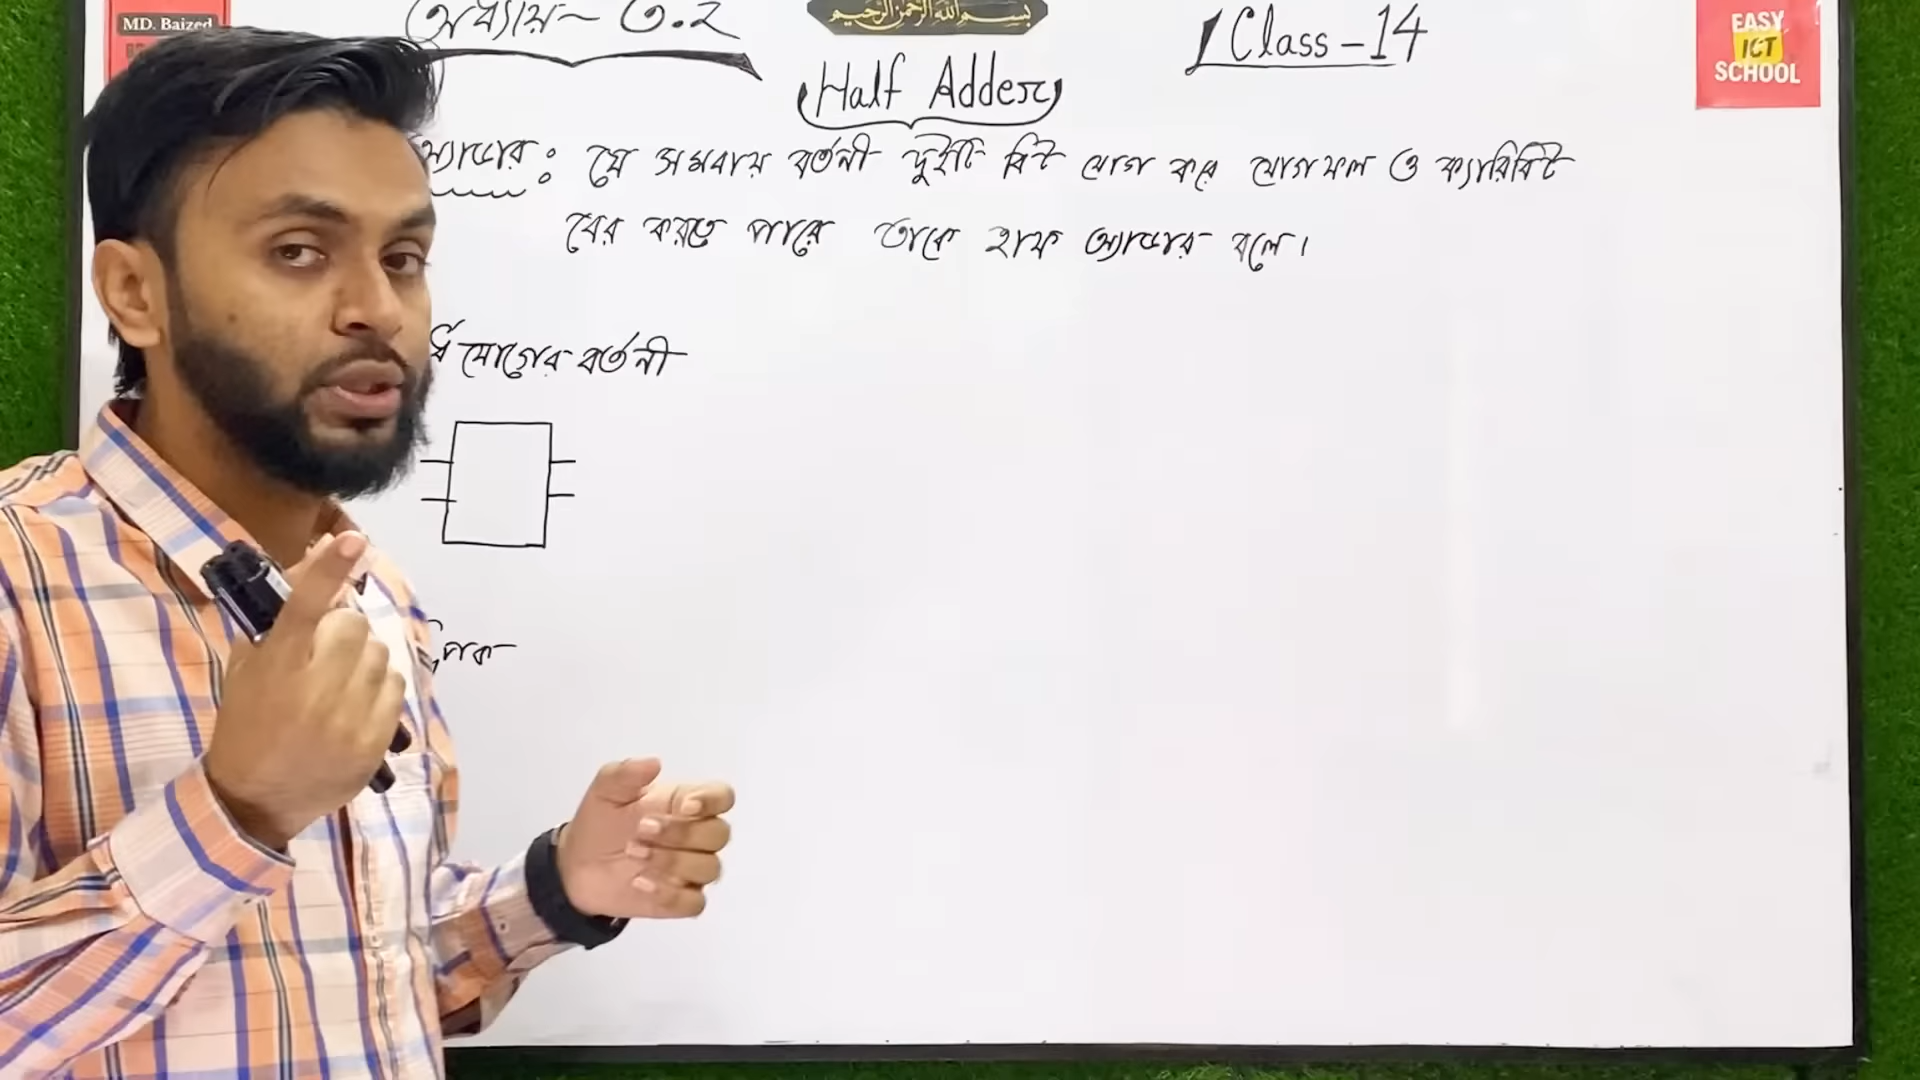 MD. Baized
অধ্যায়- ৩.২
بسم الله الرحمن الرحيم
Class-14
EASY
ICT
SCHOOL
Half Adder
অ্যাডার : যে সমবায় বর্তনী দুইটি বিট যোগ করে যোগফল ও ক্যারিবিট
বের করতে পারে তাকে হাফ অ্যাডার বলে।
র্ধ যোগের বর্তনী